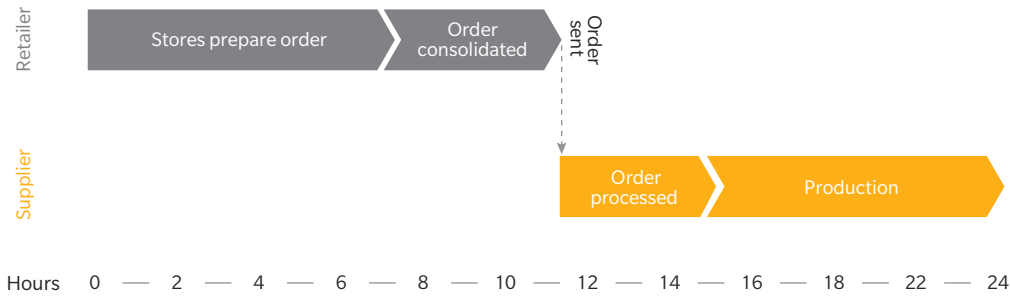 Retailer
Stores prepare order
Order
consolidated
Order
sent
Supplier
Order
processed
Production
Hours 0 — 2 — 4 — 6 — 8 — 10 — 12 — 14 — 16 — 18 — 22 — 24